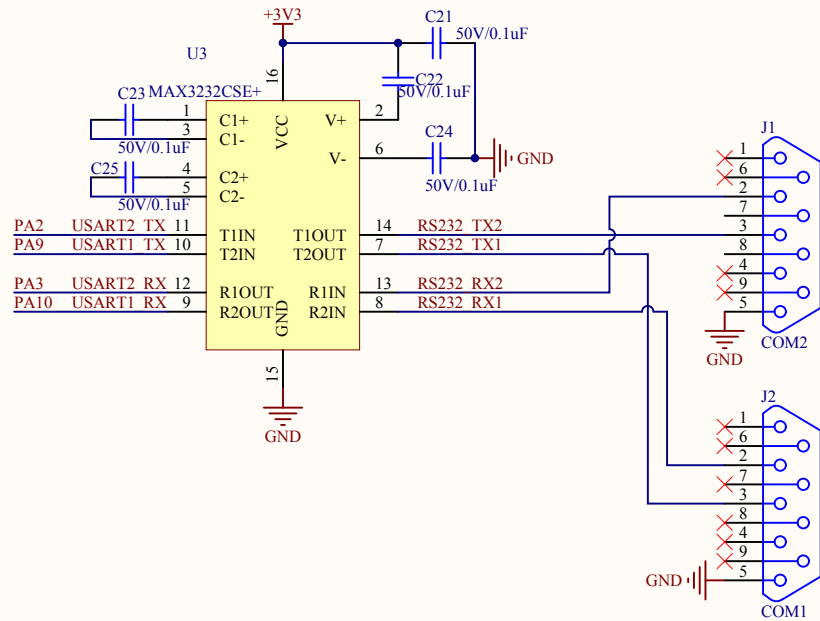 +3V3
C21
50V/0.1uF
U3
16
C22
50V/0.1uF
C23
MAX3232CSE+
1 C1+
3 C1-
50V/0.1uF
VCC
V+ 2
C24
V- 6
GND
50V/0.1uF
C25
4 C2+
5 C2-
50V/0.1uF
PA2 USART2_TX 11 T1IN
PA9 USART1_TX 10 T2IN
T1OUT 14 RS232_TX2
T2OUT 7 RS232_TX1
PA3 USART2_RX 12 R1OUT
PA10 USART1_RX 9 R2OUT
R1IN 13 RS232_RX2
R2IN 8 RS232_RX1
GND
15
GND
J1
1
6
2
7
3
8
4
9
5
GND
COM2
J2
1
6
2
7
3
8
4
9
5
GND
COM1